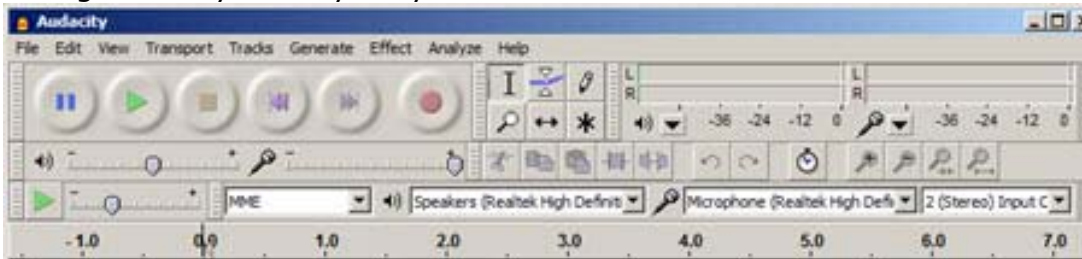 Audacity
File Edit View Transport Tracks Generate Effect Analyze Help
L
R
-36 -24 -12 0
L
R
-36 -24 -12 0
MME
Speakers (Realtek High Definiti
Microphone (Realtek High Defi
2 (Stereo) Input C
-1.0 0,0 1.0 2.0 3.0 4.0 5.0 6.0 7.0